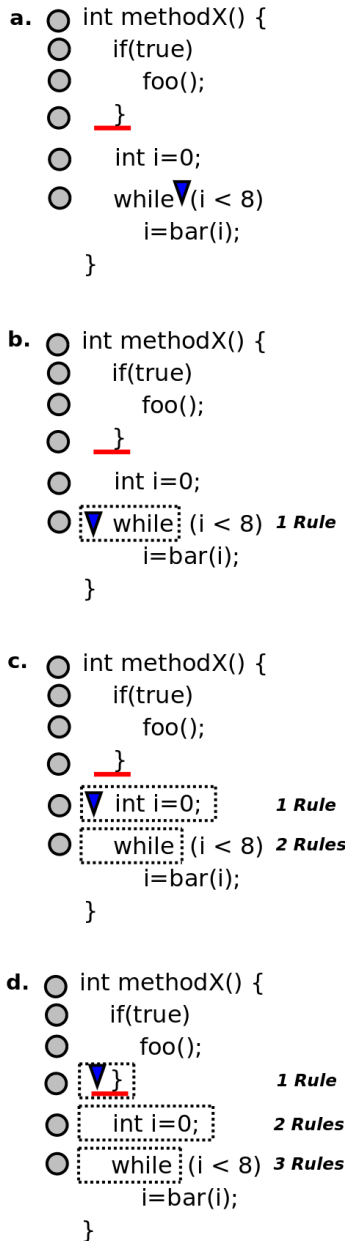 a. int methodX() {
if(true)
foo();
}
int i=0;
while (i < 8)
i=bar(i);
}
b. int methodX() {
if(true)
foo();
}
int i=0;
while (i < 8) 1 Rule
i=bar(i);
}
c. int methodX() {
if(true)
foo();
}
int i=0; 1 Rule
while (i < 8) 2 Rules
i=bar(i);
}
d. int methodX() {
if(true)
foo();
} 1 Rule
int i=0; 2 Rules
while (i < 8) 3 Rules
i=bar(i);
}